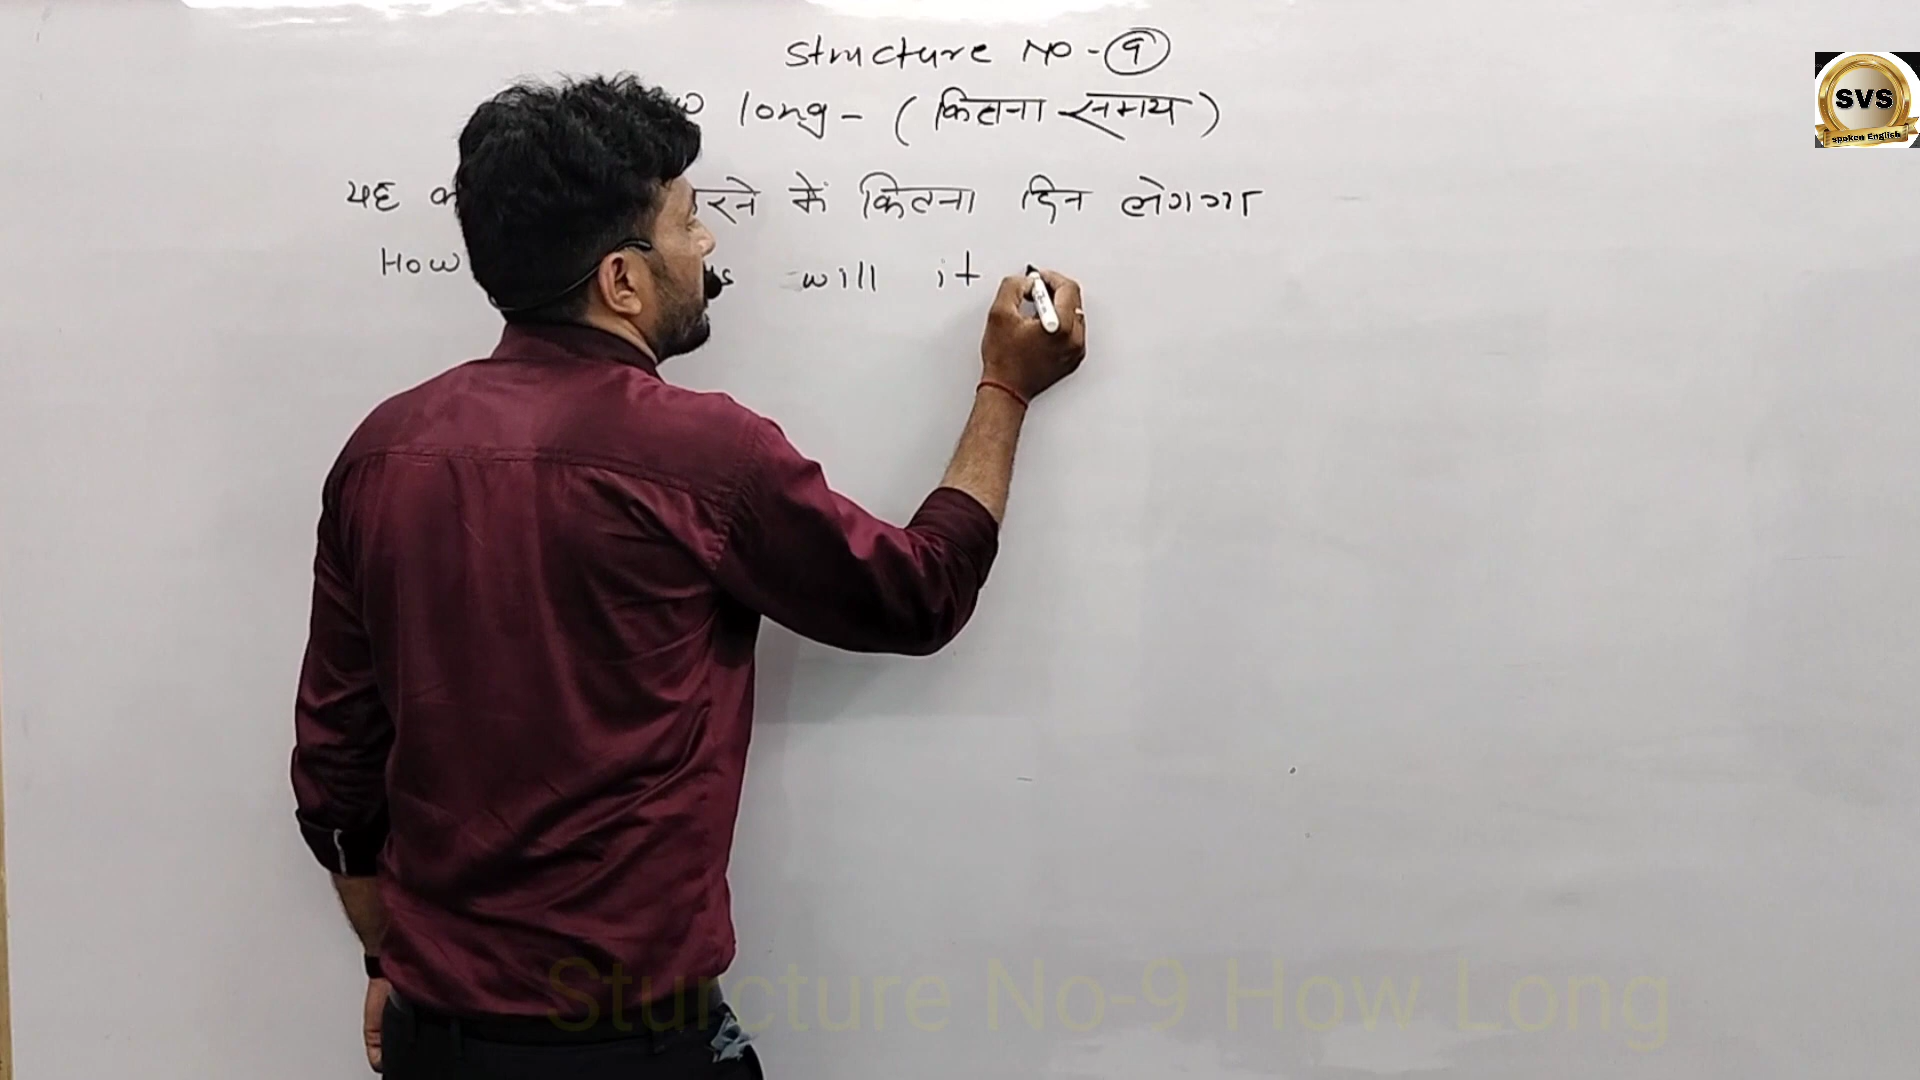 structure No - 9
long - ( कितना समय )
यह रने में कितना दिन लेगगा
How will it
SVS
spoken English
Sturcture No-9 How Long